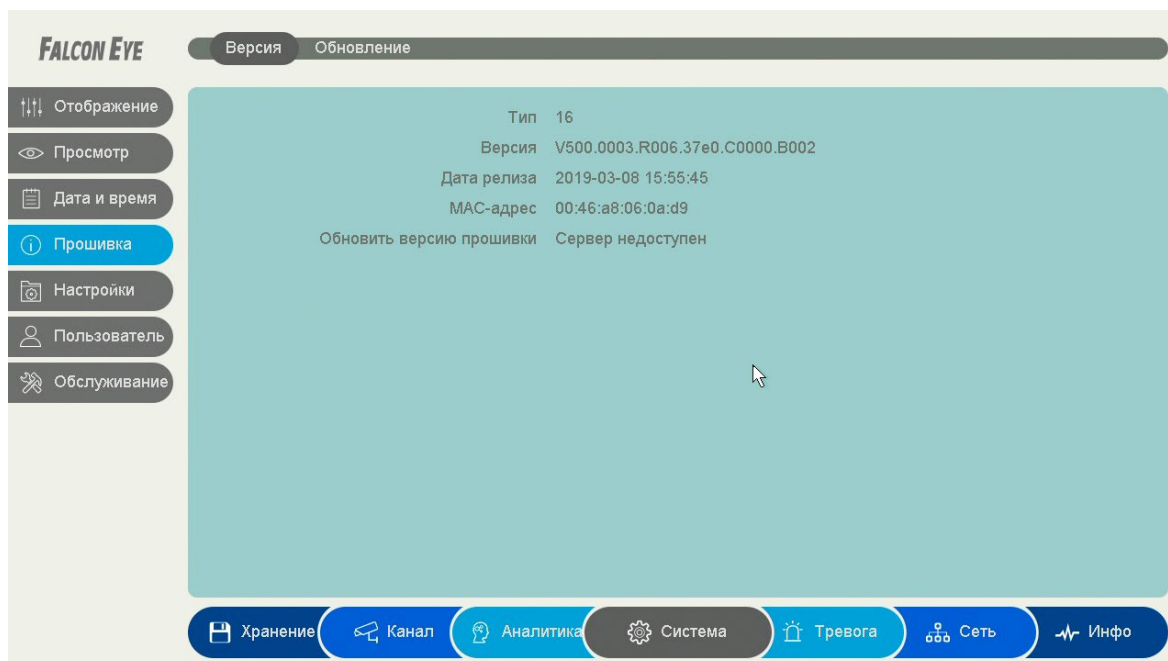 FALCON EYE
Версия Обновление
Отображение
Просмотр
Дата и время
Прошивка
Настройки
Пользователь
Обслуживание
Тип 16
Версия V500.0003.R006.37e0.C0000.B002
Дата релиза 2019-03-08 15:55:45
MAC-адрес 00:46:a8:06:0a:d9
Обновить версию прошивки Сервер недоступен
Хранение Канал Аналитика Система Тревога Сеть Инфо